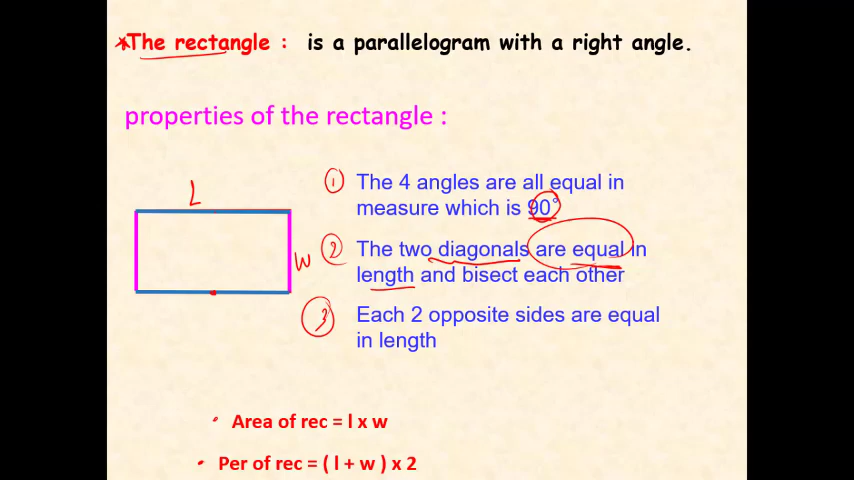 The rectangle : is a parallelogram with a right angle.
properties of the rectangle :
L
W
1 The 4 angles are all equal in
measure which is 90°
2 The two diagonals are equal in
length and bisect each other
3 Each 2 opposite sides are equal
in length
Area of rec = l x w
Per of rec = ( l + w ) x 2